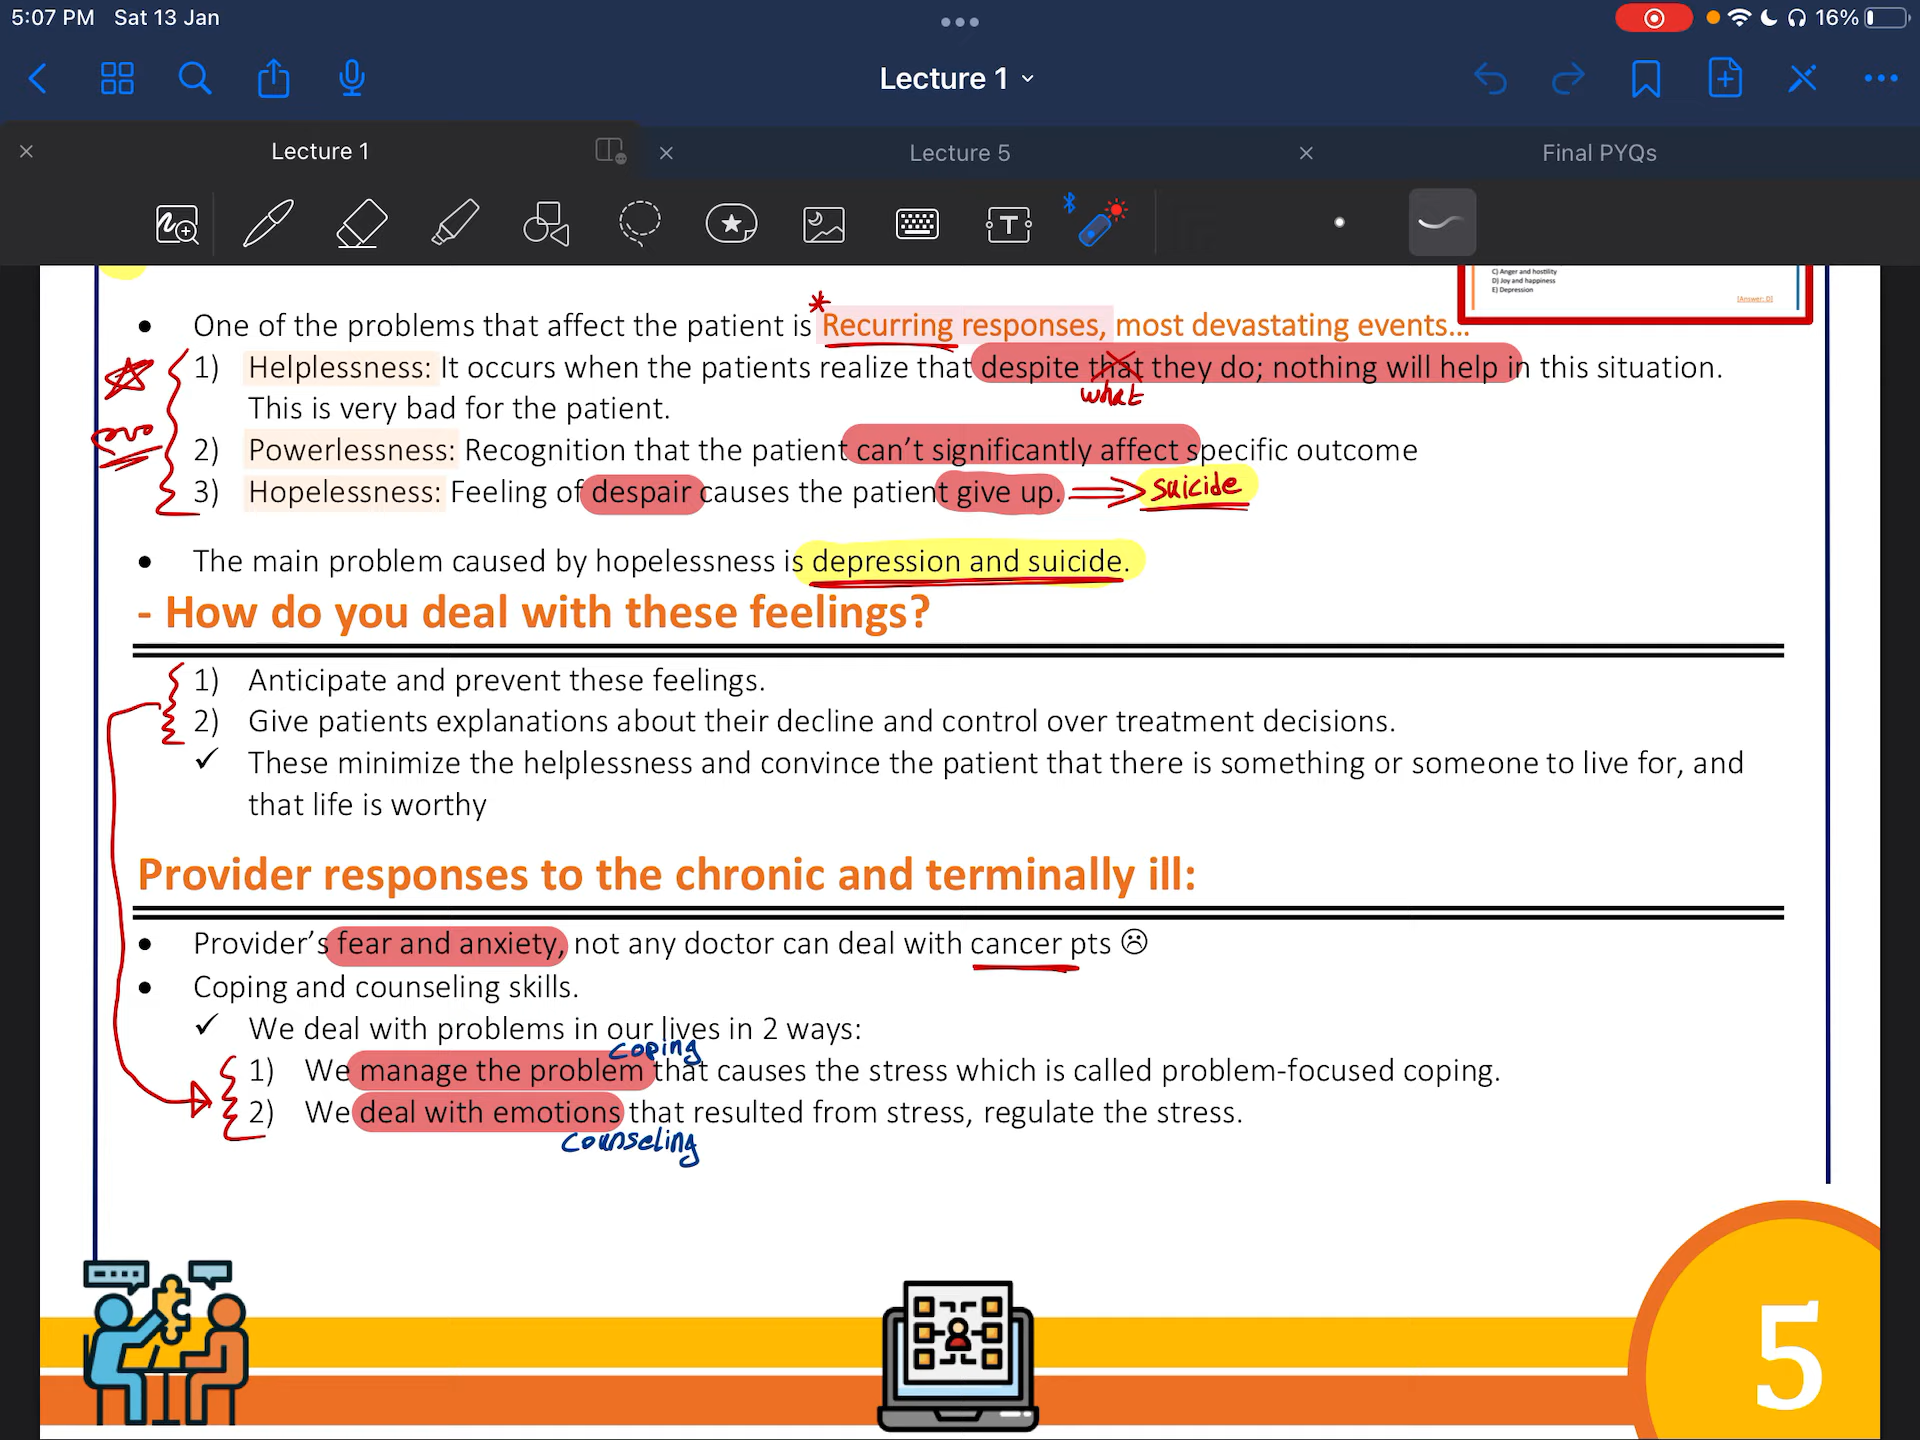 5:07 PM Sat 13 Jan
16%
Lecture 1
Lecture 1
Lecture 5
Final PYQs
C) Anger and hostility
D) Joy and happiness
E) Depression
[Answer: D]
*
• One of the problems that affect the patient is Recurring responses, most devastating events...
1) Helplessness: It occurs when the patients realize that despite that they do; nothing will help in this situation.
what
This is very bad for the patient.
2) Powerlessness: Recognition that the patient can't significantly affect specific outcome
3) Hopelessness: Feeling of despair causes the patient give up. ⇒ suicide
• The main problem caused by hopelessness is depression and suicide.
- How do you deal with these feelings?
1) Anticipate and prevent these feelings.
2) Give patients explanations about their decline and control over treatment decisions.
✓ These minimize the helplessness and convince the patient that there is something or someone to live for, and
that life is worthy
Provider responses to the chronic and terminally ill:
• Provider's fear and anxiety, not any doctor can deal with cancer pts ☹
• Coping and counseling skills.
✓ We deal with problems in our lives in 2 ways:
coping
1) We manage the problem that causes the stress which is called problem-focused coping.
2) We deal with emotions that resulted from stress, regulate the stress.
counseling
5